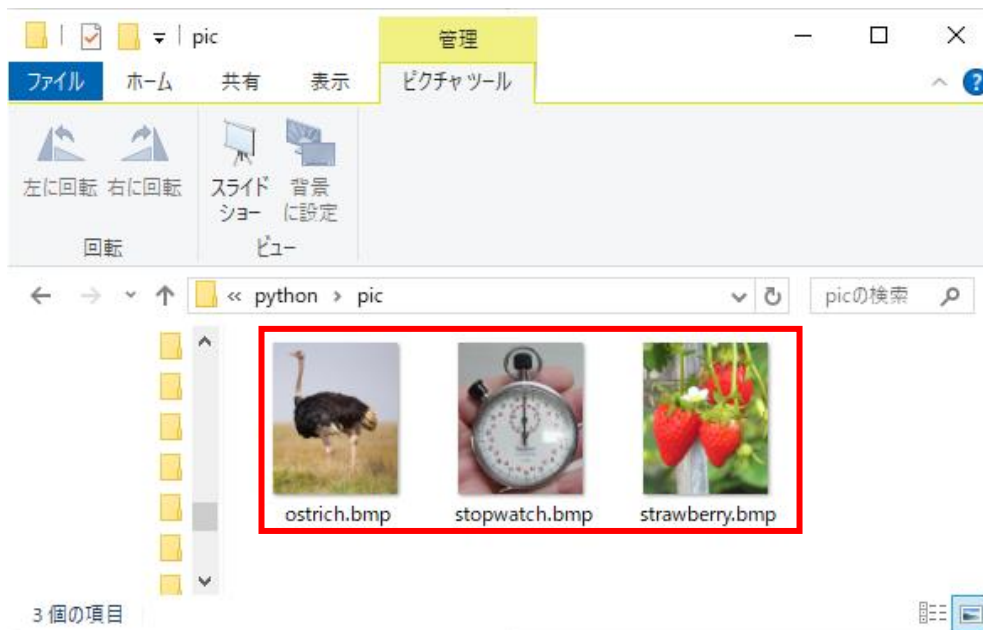 pic
管理
ファイル ホーム 共有 表示 ピクチャ ツール
?
左に回転 右に回転 スライド 背景
ショー に設定
回転 ビュー
« python › pic picの検索
ostrich.bmp stopwatch.bmp strawberry.bmp
3 個の項目